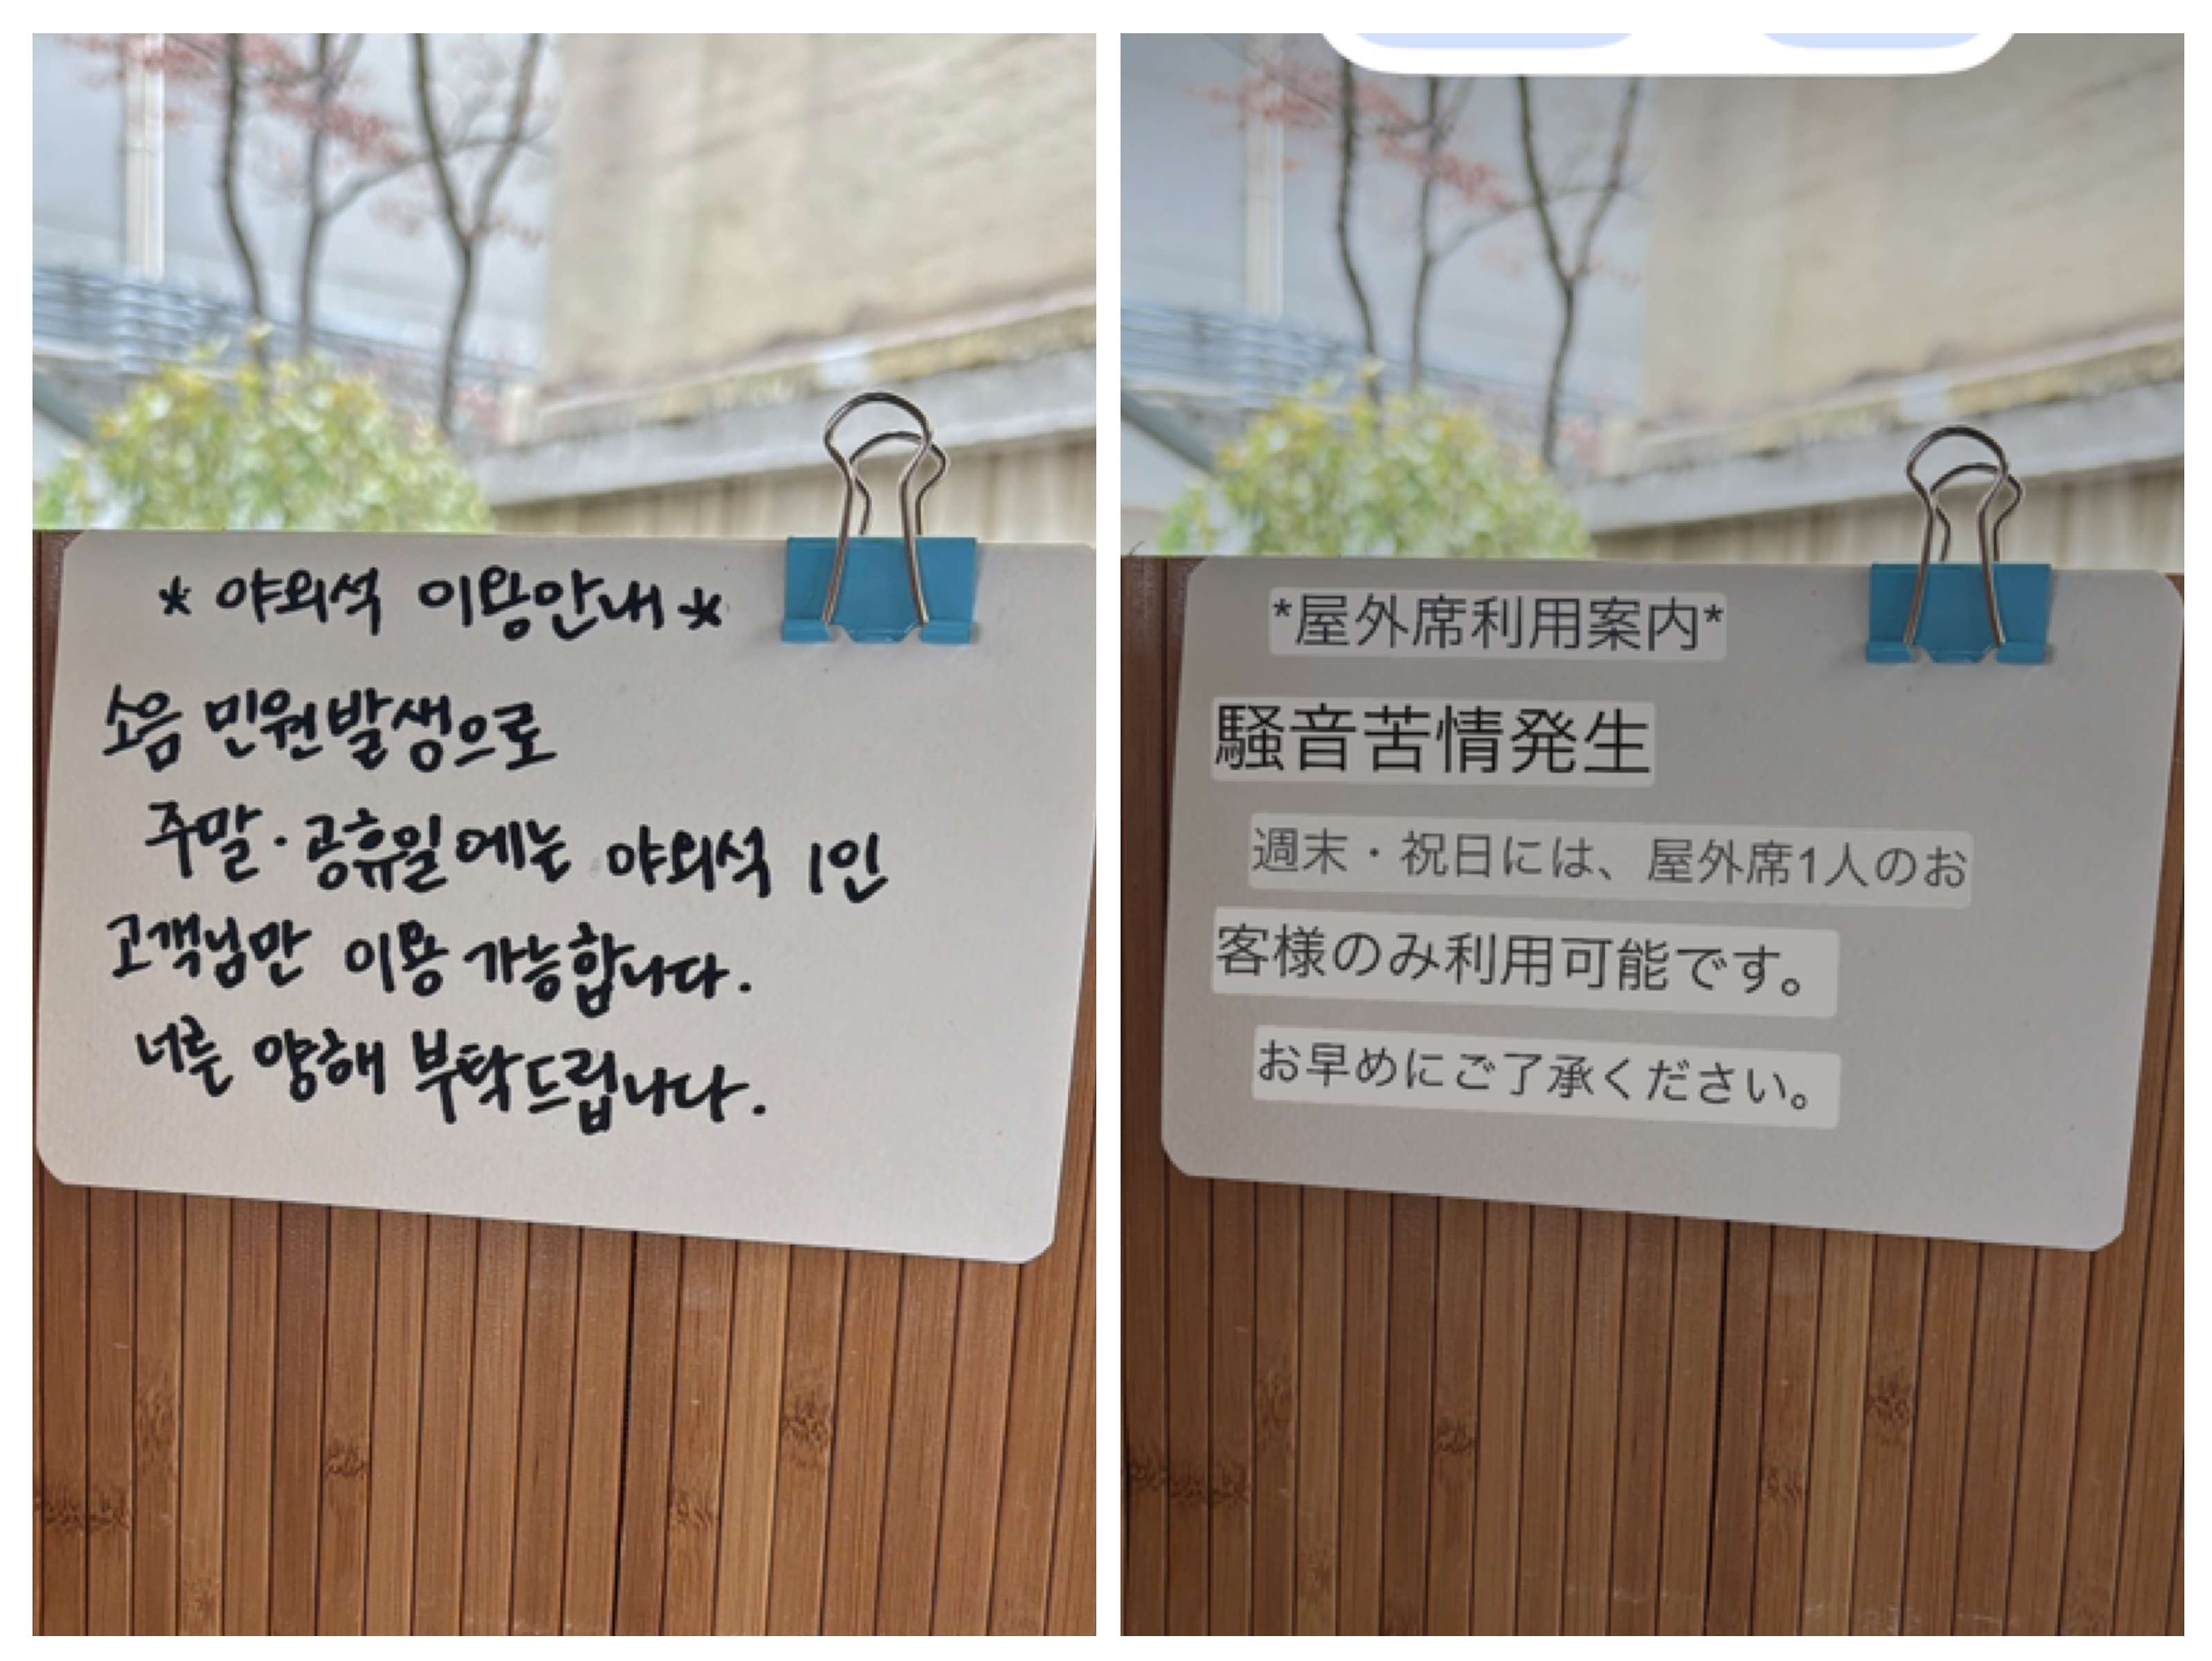 * 야외석 이용안내 *
소음 민원발생으로
주말·공휴일에는 야외석 1인
고객님만 이용 가능합니다.
너른 양해 부탁드립니다.
*屋外席利用案内*
騒音苦情発生
週末・祝日には、屋外席1人のお
客様のみ利用可能です。
お早めにご了承ください。